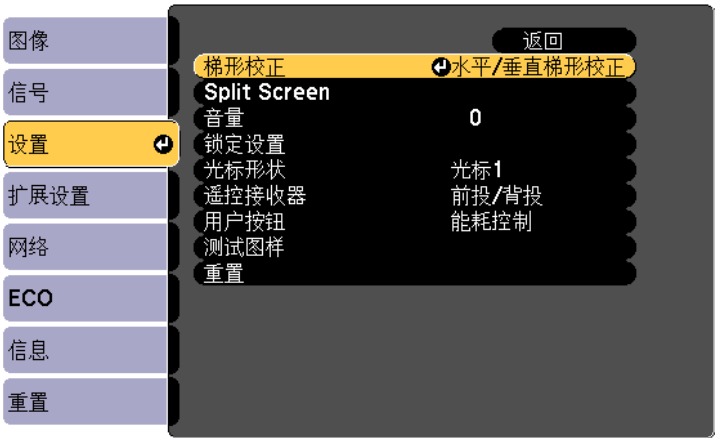 图像
信号
设置
扩展设置
网络
ECO
信息
重置
返回
梯形校正 水平/垂直梯形校正
Split Screen
音量 0
锁定设置
光标形状 光标1
遥控接收器 前投/背投
用户按钮 能耗控制
测试图样
重置